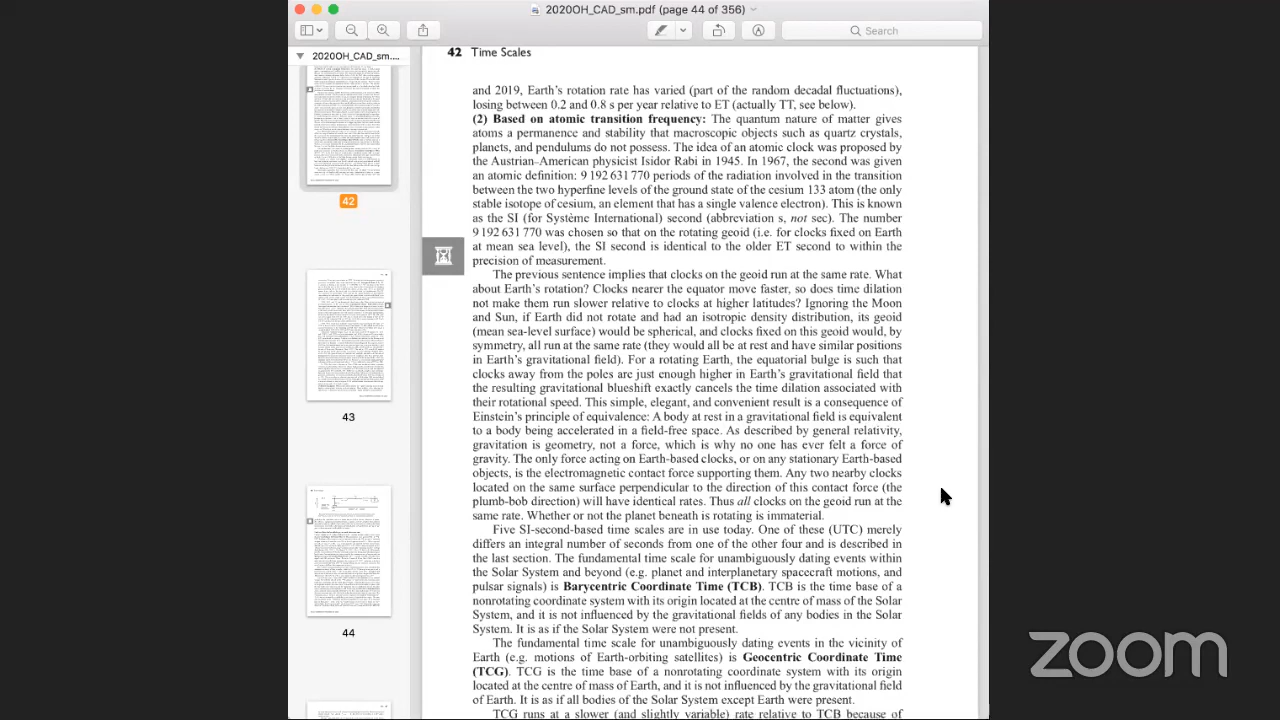 2020OH_CAD_sm.pdf (page 44 of 356)
Search
2020OH_CAD_sm....
42
43
44
42 Time Scales
and 2019, Earth's rotation rate has varied (part of the random decadal fluctuations),
losing between 0.2 and 0.8 s per year relative to ET (actually TT, see below).
(2) Based on atomic orbital frequency: The quantum nature of matter gives
atoms a permanence and stability that macroscopic objects (e.g. quartz crystals,
planets, and pendulums) do not possess. The idea of an atomic clock was proposed by
the Austrian–American physicist Isidor Rabi in 1945. In 1967, the second was given
an atomic definition: 9 192 631 770 periods of the radiation involved in the transition
between the two hyperfine levels of the ground state of the cesium 133 atom (the only
stable isotope of cesium, an element that has a single valence electron). This is known
as the SI (for Système International) second (abbreviation s, not sec). The number
9 192 631 770 was chosen so that on the rotating geoid (i.e. for clocks fixed on Earth
at mean sea level), the SI second is identical to the older ET second to within the
precision of measurement.
The previous sentence implies that clocks on the geoid run at the same rate. What
about Earth's rotation? Clocks nearer the equator move faster, so does time dilation
not make them run slower relative to clocks at higher latitudes? Ignoring the Moon
and Sun, if Earth did not rotate and had an isotropic density distribution, its geoid
(mean sea-level surface) would be spherical. All clocks fixed on this geoid would, by
symmetry, all run at the same rate; they would all be at rest and have similar positions
in Earth's gravitational field. For our rotating Earth, the equatorial bulge is such that
clocks away from the poles are just enough higher in Earth's gravitational field that
the resulting gravitational blueshift exactly cancels the time dilation associated with
their rotational speed. This simple, elegant, and convenient result is a consequence of
Einstein's principle of equivalence: A body at rest in a gravitational field is equivalent
to a body being accelerated in a field-free space. As described by general relativity,
gravitation is geometry, not a force, which is why no one has ever felt a force of
gravity. The only force acting on Earth-based clocks, or on any stationary Earth-based
objects, is the electromagnetic contact force supporting them. Any two nearby clocks
located on the same surface perpendicular to the direction of this contact force (the
plumb-bob direction) will have identical rates. Thus all clocks on the geoid run at the
same rate. Whether or not the planet beneath is rotating is immaterial.
Six SI-second-based time scales are in use today. One of these (UTC) merely
differs an integral number of seconds from one of the other four and is described in
the last section. The fundamental time scale for unambiguously dating events within
the Solar System and beyond (e.g. planet and interplanetary spacecraft motions, and
pulsar signals) is Barycentric Coordinate Time (TCB). TCB is the time base of a
nonrotating coordinate system with its origin located at the centre of mass of the Solar
System, and it is not influenced by the gravitational fields of any bodies in the Solar
System. It is as if the Solar System were not present.
The fundamental time scale for unambiguously dating events in the vicinity of
Earth (e.g. motions of Earth-orbiting satellites) is Geocentric Coordinate Time
(TCG). TCG is the time base of a nonrotating coordinate system with its origin
located at the centre of mass of Earth, and it is not influenced by the gravitational field
of Earth. It is as if all bodies of the Solar System except Earth were present.
TCG runs at a slower (and slightly variable) rate relative to TCB because of
zoom